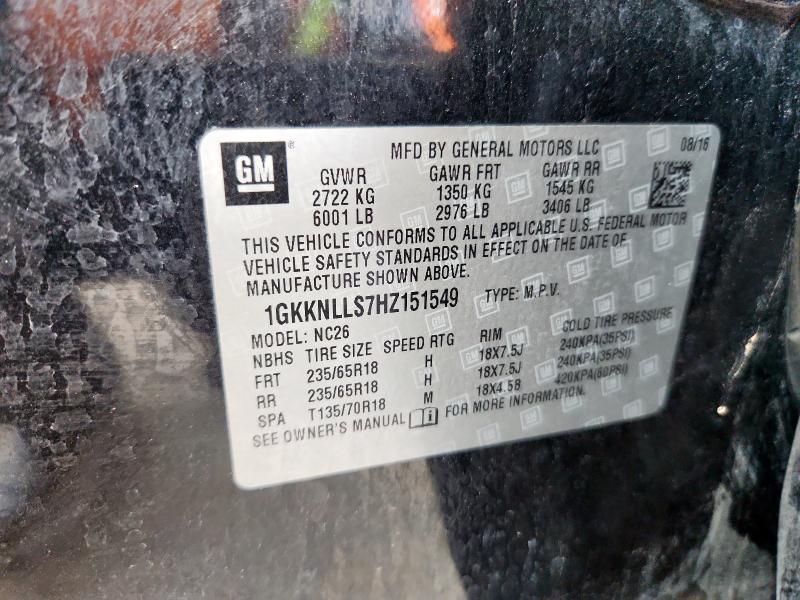 GM
MFD BY GENERAL MOTORS LLC 08/16
GVWR GAWR FRT GAWR RR
2722 KG 1350 KG 1545 KG
6001 LB 2976 LB 3406 LB
THIS VEHICLE CONFORMS TO ALL APPLICABLE U.S. FEDERAL MOTOR
VEHICLE SAFETY STANDARDS IN EFFECT ON THE DATE OF
MANUFACTURE SHOWN ABOVE.
1GKKNLLS7HZ151549 TYPE: M.P.V.
MODEL: NC26
NBHS TIRE SIZE SPEED RTG RIM COLD TIRE PRESSURE
FRT 235/65R18 H 18X7.5J 240KPA(35PSI)
RR 235/65R18 H 18X7.5J 240KPA(35PSI)
SPA T135/70R18 M 18X4.5B 420KPA(60PSI)
SEE OWNER'S MANUAL FOR MORE INFORMATION.